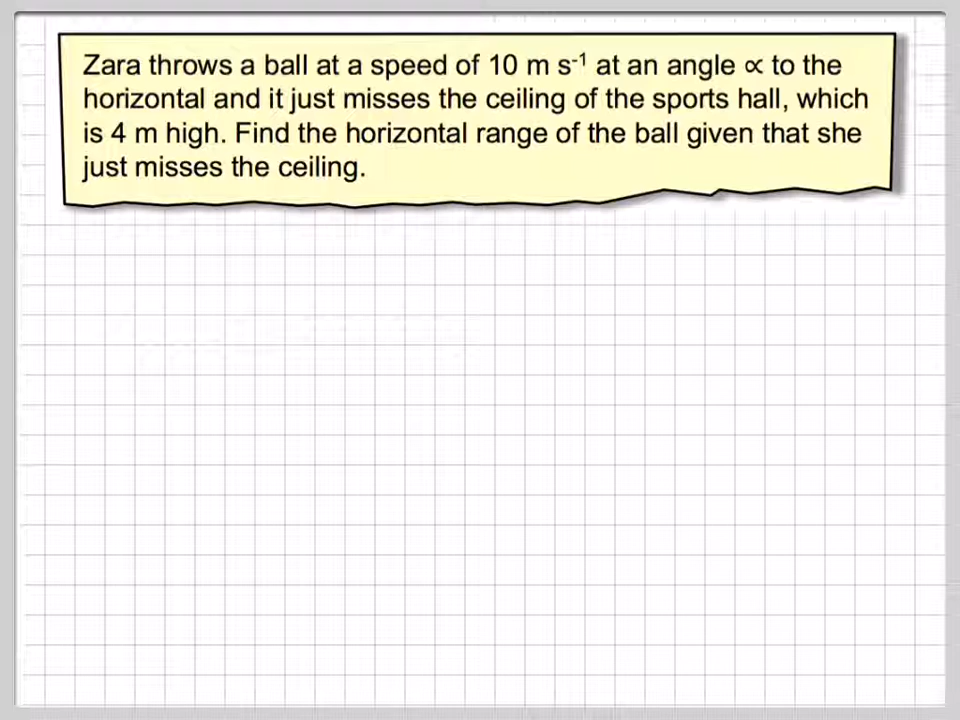 Zara throws a ball at a speed of 10 m s⁻¹ at an angle ∝ to the
horizontal and it just misses the ceiling of the sports hall, which
is 4 m high. Find the horizontal range of the ball given that she
just misses the ceiling.